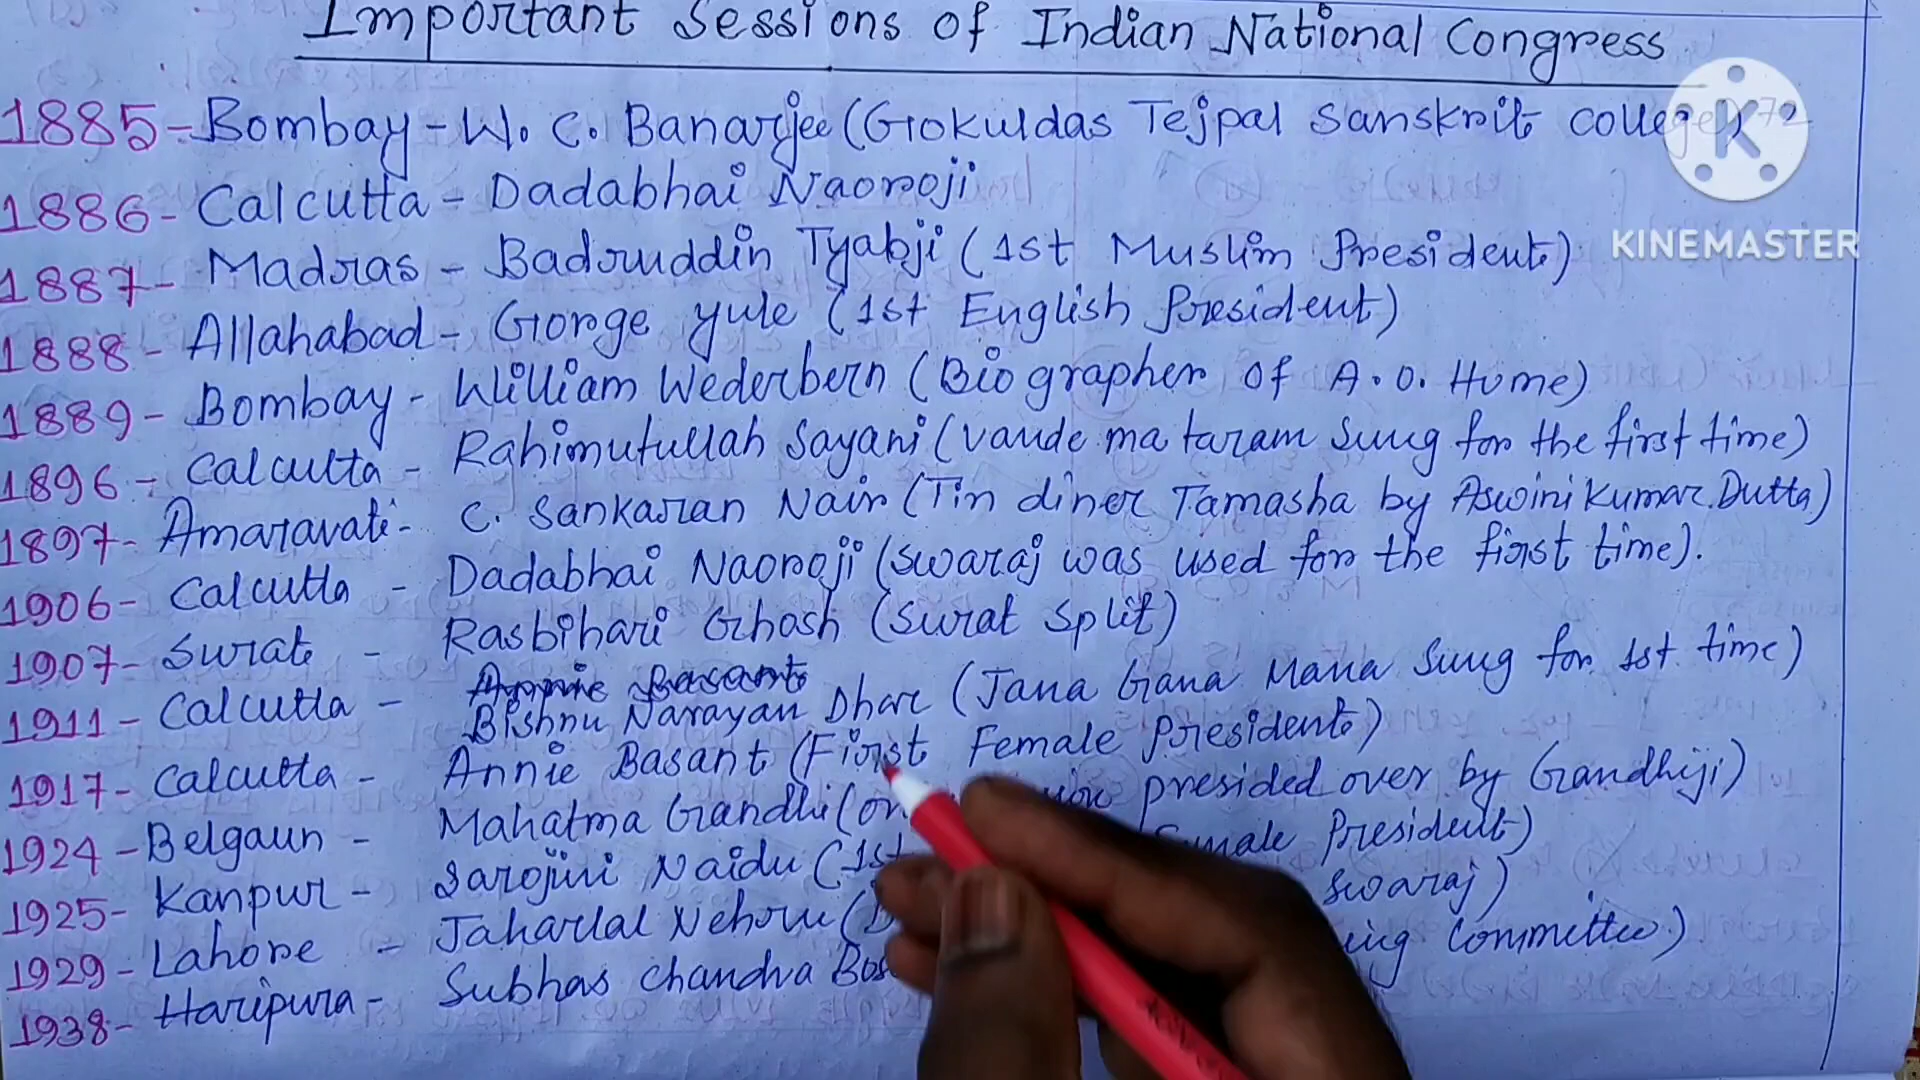 Important Sessions of Indian National Congress
1885-Bombay-W. C. Banarjee (Gokuldas Tejpal Sanskrit College) 72
KINEMASTER
1886-Calcutta-Dadabhai Naoroji
1887-Madras-Badruddin Tyabji (1st Muslim President)
1888-Allahabad-Gorge yule (1st English President)
1889-Bombay-William Wederbern (Biographer of A.O. Hume)
1896-Calcutta-Rahimutullah Sayani (Vande mataram Sung for the first time)
1897-Amaravati-C. Sankaran Nair (Tin diner Tamasha by Aswini Kumar Dutta)
1906-Calcutta-Dadabhai Naoroji (Swaraj was used for the first time).
1907-Surat-Rasbihari Ghosh (Surat Split)
Annie Basant
1911-Calcutta-Bishnu Narayan Dhar (Jana Gana Mana Sung for 1st time)
1917-Calcutta-Annie Basant (First Female President)
1924-Belgaun-Mahatma Gandhi ( presided over by Gandhiji)
1925-Kanpur-Sarojini Naidu (1st President)
1929-Lahore-Jaharlal Nehru ( Swaraj)
1938-Haripura-Subhas Chandra Committee)